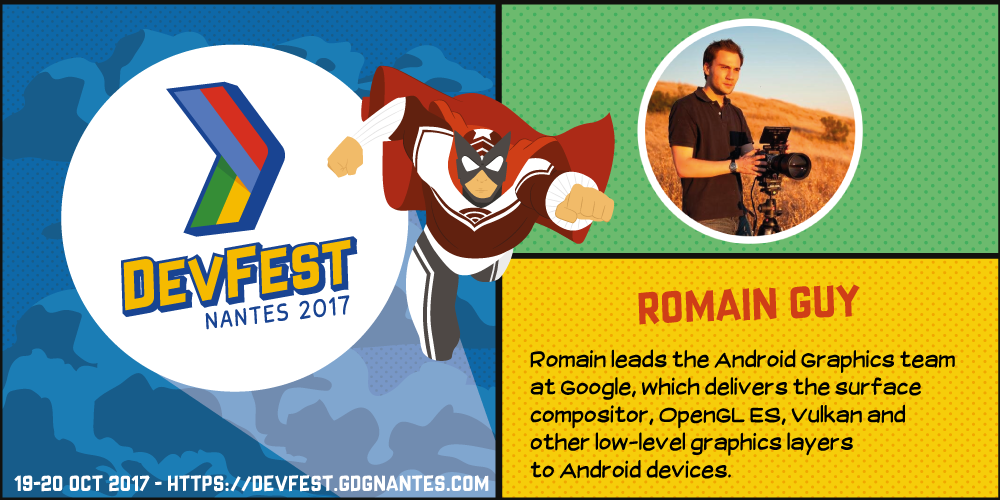 DEVFEST
NANTES 2017
19-20 OCT 2017 - HTTPS://DEVFEST.GDGNANTES.COM
ROMAIN GUY
Romain leads the Android Graphics team
at Google, which delivers the surface
compositor, OpenGL ES, Vulkan and
other low-level graphics layers
to Android devices.